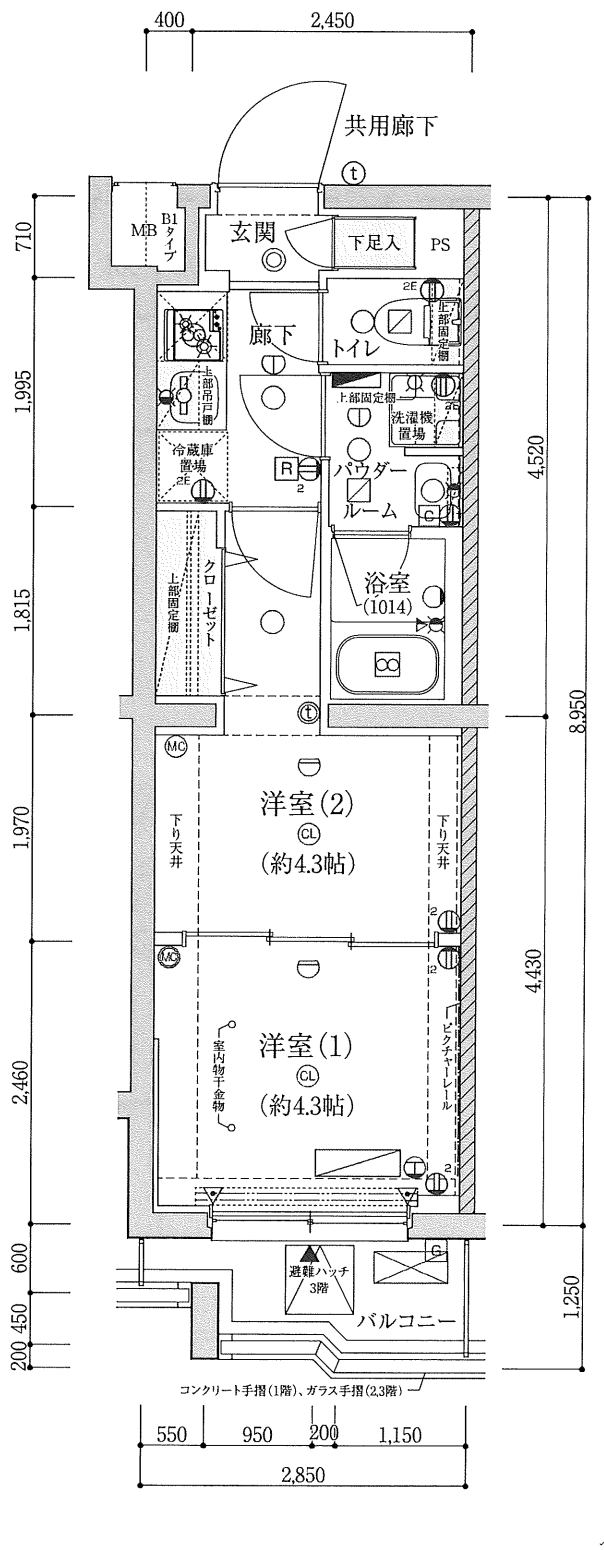 400
2,450
共用廊下
t
710
MB
B1
タイプ
玄関
下足入
PS
1,995
廊下
2E
トイレ
上部固定棚
上部吊戸棚
上部固定棚
洗濯機
置場
2E
冷蔵庫
置場
2E
R
2
パウダー
ルーム
C
4,520
1,815
クローゼット
上部固定棚
浴室
(1014)
t
8,950
MC
1,970
下り天井
洋室(2)
CL
(約4.3帖)
下り天井
2
MC
2
4,430
2,460
室内物干金物
洋室(1)
CL
(約4.3帖)
ピクチャーレール
2
600
450
200
避難ハッチ
3階
G
バルコニー
1,250
コンクリート手摺(1階)、ガラス手摺(2,3階)
550
950
200
1,150
2,850